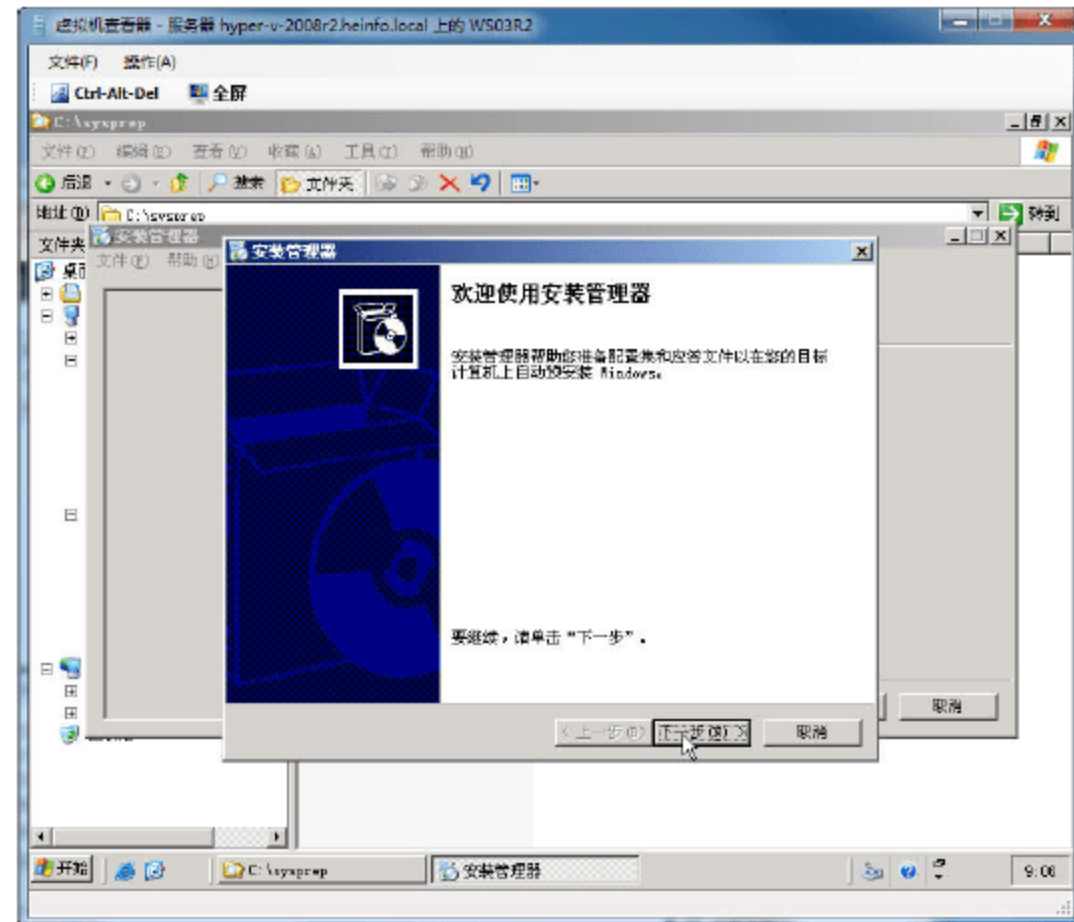 虚拟机查看器 - 服务器 hyper-v-2008r2.heinfo.local 上的 WS03R2
文件(F) 操作(A)
Ctrl-Alt-Del 全屏
C:\sysprep
文件(F) 编辑(E) 查看(V) 收藏(A) 工具(T) 帮助(H)
后退 搜索 文件夹
地址(D) C:\sysprep 转到
文件夹
安装管理器
文件(F) 帮助(H)
安装管理器
欢迎使用安装管理器
安装管理器帮助您准备配置集和应答文件以在您的目标
计算机上自动预安装 Windows。
要继续，请单击“下一步”。
<上一步(B) 下一步(N) > 取消
取消
开始 C:\sysprep 安装管理器 9:08